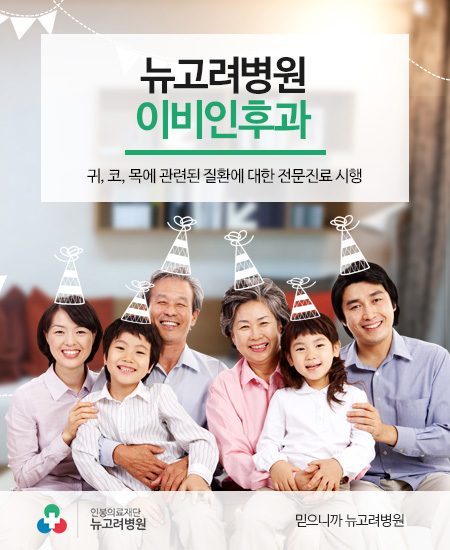 뉴고려병원
이비인후과
귀, 코, 목에 관련된 질환에 대한 전문진료 시행
인봉의료재단
뉴고려병원
믿으니까 뉴고려병원